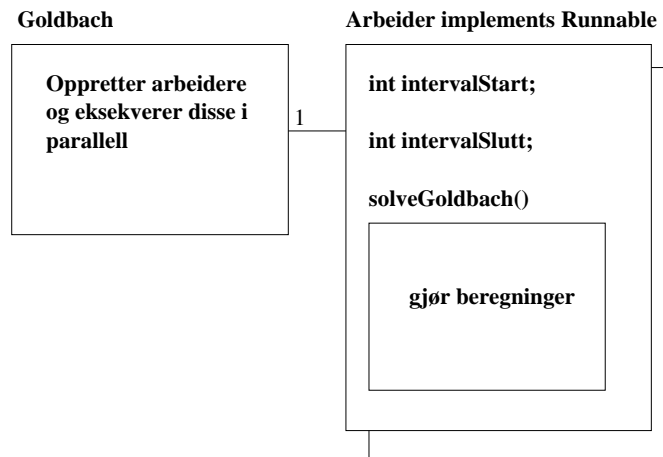 Goldbach
Arbeider implements Runnable
Oppretter arbeidere
og eksekverer disse i
parallell
1
int intervalStart;
int intervalSlutt;
solveGoldbach()
gjør beregninger